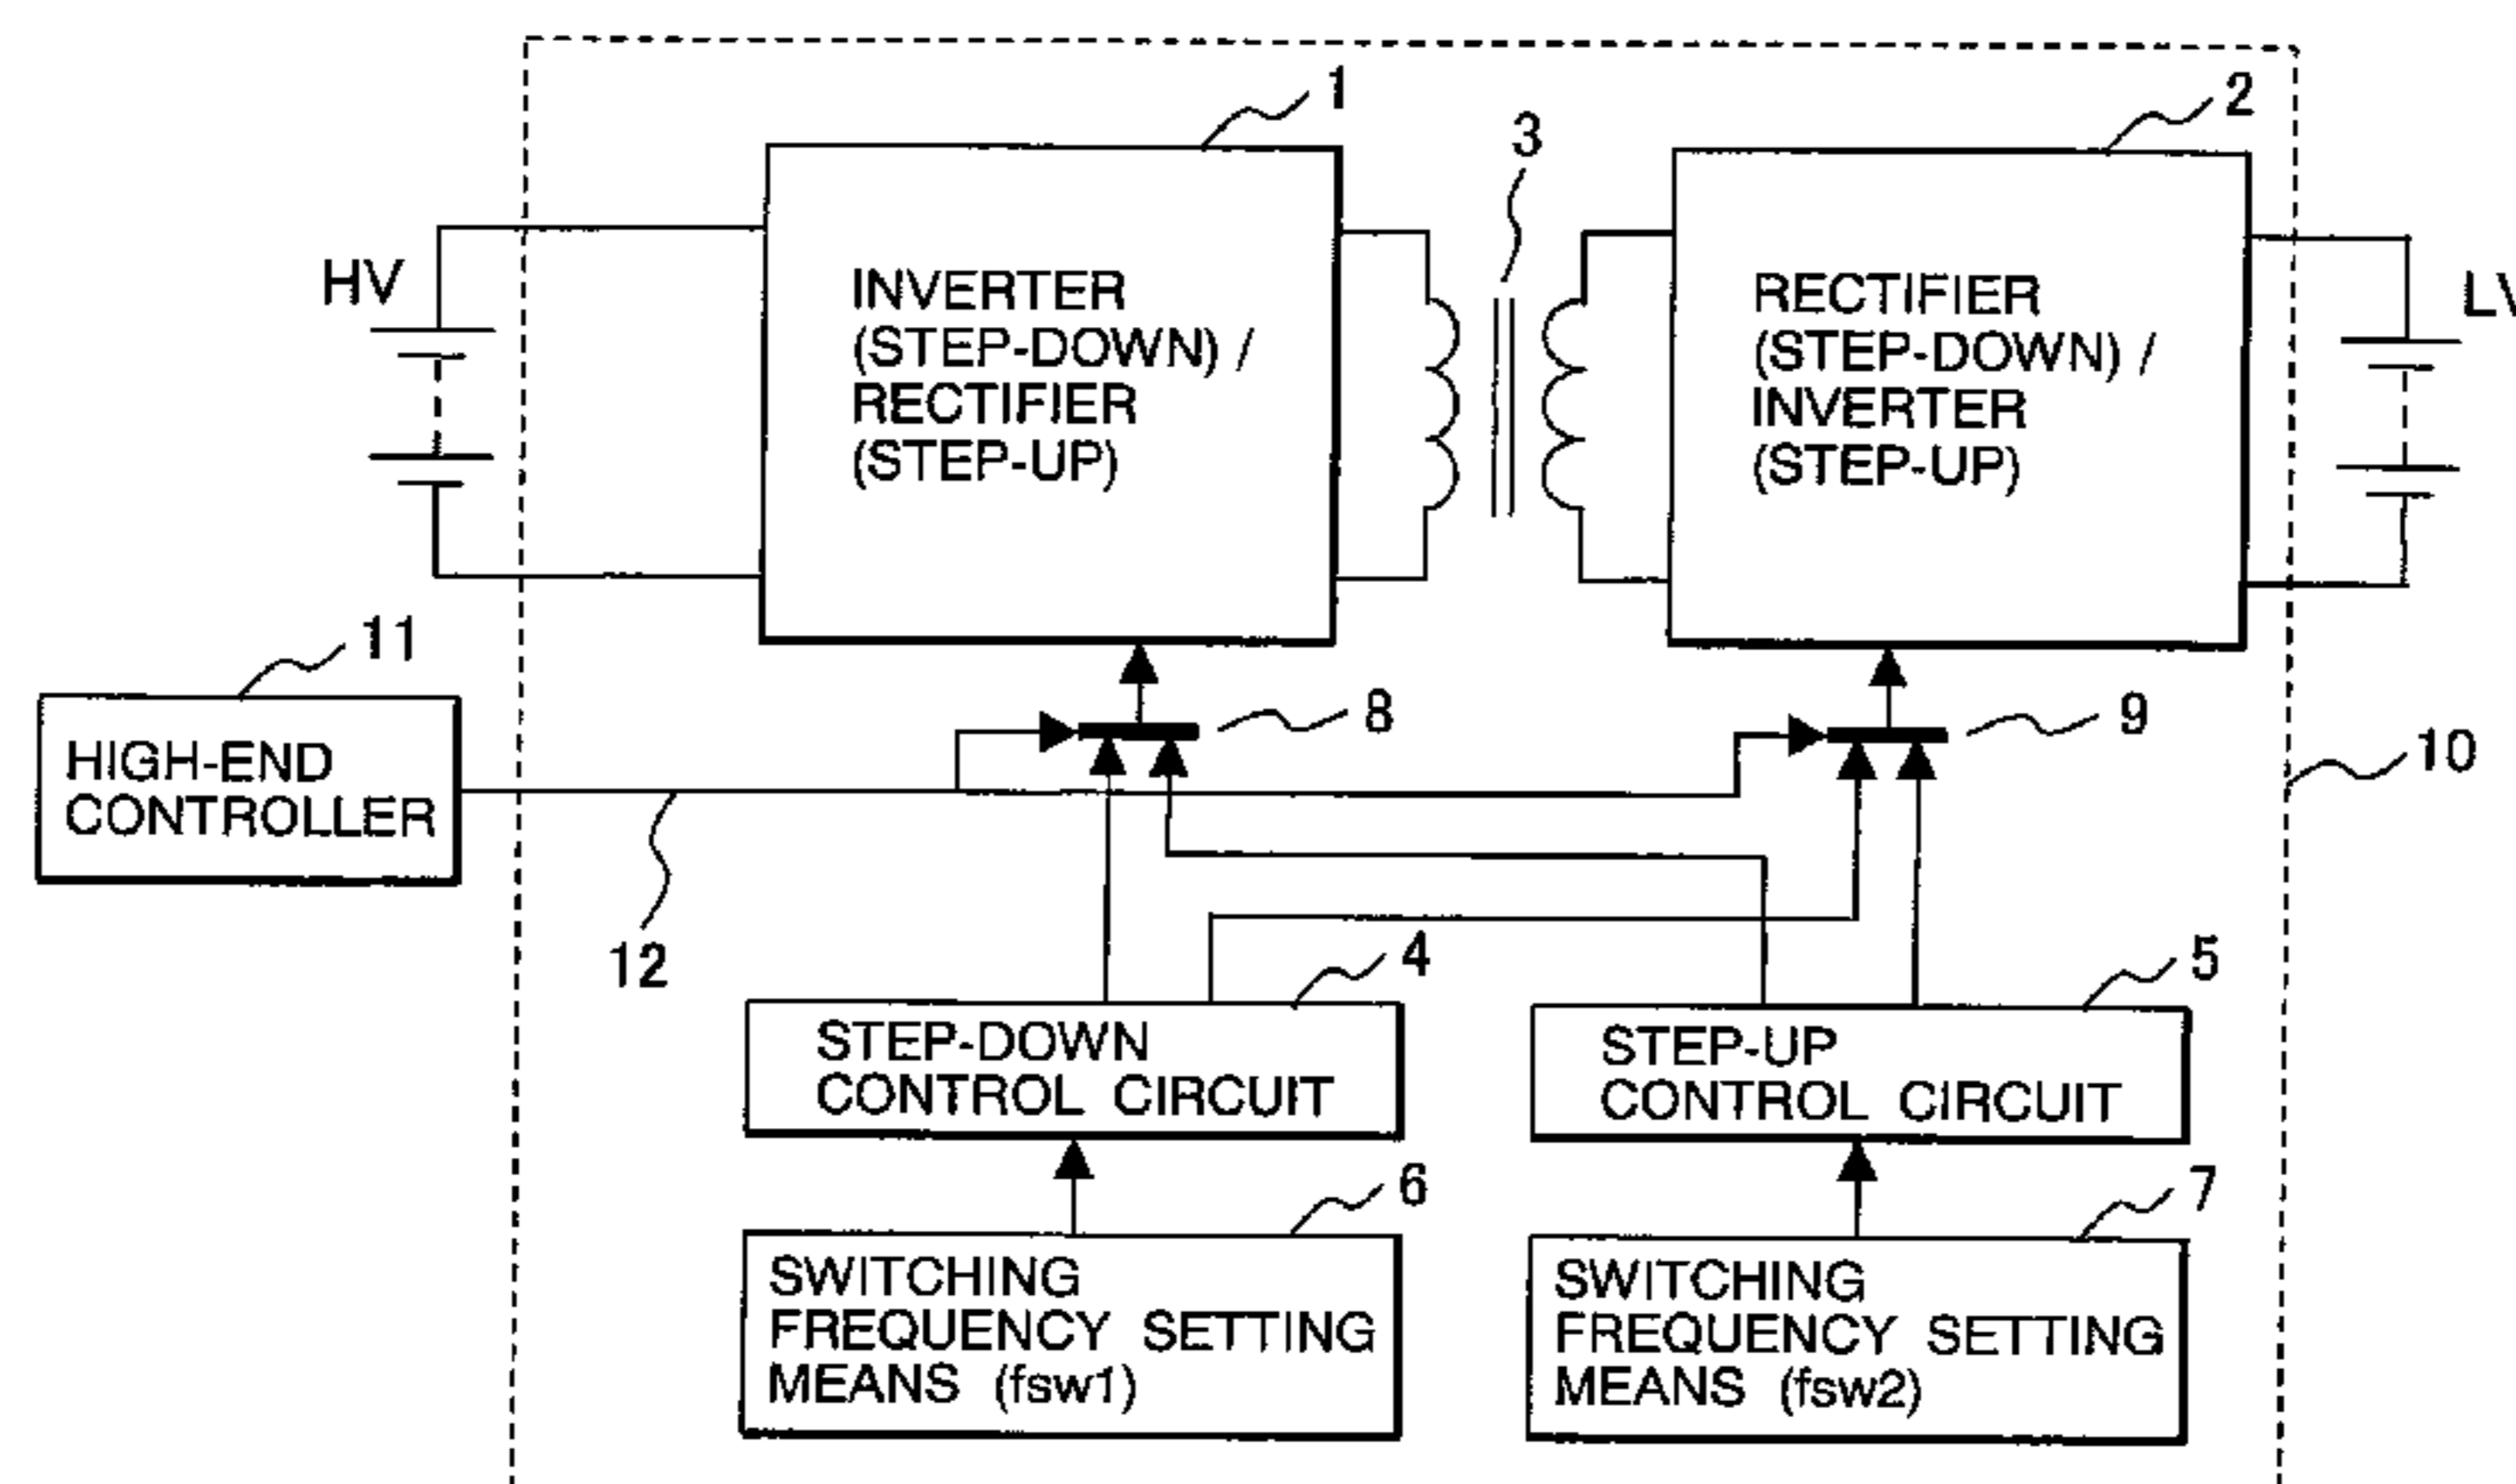 1
2
3
HV
INVERTER
(STEP-DOWN) /
RECTIFIER
(STEP-UP)
RECTIFIER
(STEP-DOWN) /
INVERTER
(STEP-UP)
LV
11
HIGH-END
CONTROLLER
8
9
10
12
4
STEP-DOWN
CONTROL CIRCUIT
5
STEP-UP
CONTROL CIRCUIT
6
SWITCHING
FREQUENCY SETTING
MEANS (fsw1)
7
SWITCHING
FREQUENCY SETTING
MEANS (fsw2)